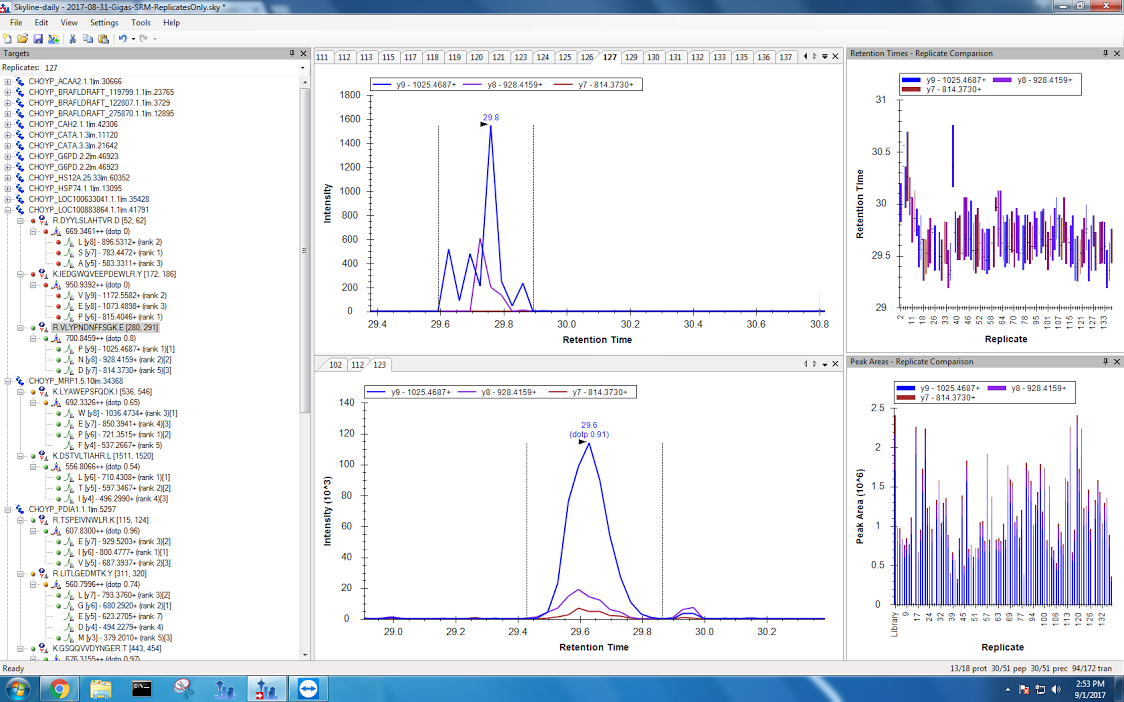 Skyline-daily - 2017-08-31-Gigas-SRM-ReplicatesOnly.sky *
File Edit View Settings Tools Help
Targets
Replicates: 127
CHOYP_ACAA2.1.1|m.30666
CHOYP_BRAFLDRAFT_119799.1.1|m.23765
CHOYP_BRAFLDRAFT_122807.1.1|m.3729
CHOYP_BRAFLDRAFT_275870.1.1|m.12895
CHOYP_CAH2.1.1|m.42306
CHOYP_CATA.1.3|m.11120
CHOYP_CATA.3.3|m.21642
CHOYP_G6PD.2.2|m.46923
CHOYP_G6PD.2.2|m.46923
CHOYP_HS12A.25.33|m.60352
CHOYP_HSP74.1.1|m.13095
CHOYP_LOC100633041.1.1|m.35428
CHOYP_LOC100883864.1.1|m.41791
R.DYYLSLAHTVR.D [52, 62]
669.3461++ (dotp 0)
L [y8] - 896.5312+ (rank 2)
S [y7] - 783.4472+ (rank 1)
A [y5] - 583.3311+ (rank 3)
K.IEDGWQVEEPDEWLR.Y [172, 186]
950.9392++ (dotp 0)
V [y9] - 1172.5582+ (rank 2)
E [y8] - 1073.4898+ (rank 3)
P [y6] - 815.4046+ (rank 1)
R.VLYPNDNFFSGK.E [280, 291]
700.8459++ (dotp 0.8)
P [y9] - 1025.4687+ (rank 1)[1]
N [y8] - 928.4159+ (rank 2)[2]
D [y7] - 814.3730+ (rank 5)[3]
CHOYP_MRP1.5.10|m.34368
K.LYAWEPSFQDK.I [536, 546]
692.3326++ (dotp 0.65)
W [y8] - 1036.4734+ (rank 3)[1]
E [y7] - 850.3941+ (rank 4)[3]
P [y6] - 721.3515+ (rank 1)[2]
F [y4] - 537.2667+ (rank 5)
K.DSTVLTIAHR.L [1511, 1520]
556.8066++ (dotp 0.54)
L [y6] - 710.4308+ (rank 1)[1]
T [y5] - 597.3467+ (rank 2)[2]
I [y4] - 496.2990+ (rank 4)[3]
CHOYP_PDIA1.1.1|m.5297
R.TSPEIVNWLR.K [115, 124]
607.8300++ (dotp 0.96)
E [y7] - 929.5203+ (rank 3)[2]
I [y6] - 800.4777+ (rank 1)[1]
V [y5] - 687.3937+ (rank 2)[3]
R.LITLGEDMTK.Y [311, 320]
560.7996++ (dotp 0.74)
L [y7] - 793.3760+ (rank 3)[2]
G [y6] - 680.2920+ (rank 2)[1]
E [y5] - 623.2705+ (rank 7)
D [y4] - 494.2279+ (rank 4)
M [y3] - 379.2010+ (rank 5)[3]
K.GSQQVVDYNGER.T [443, 454]
676.3155++ (dotp 0.97)
111 112 113 115 116 117 118 119 120 121 122 123 124 125 126 127 129 130 131 132 133 135 136 137
y9 - 1025.4687+ y8 - 928.4159+ y7 - 814.3730+
29.8
Intensity
1800
1600
1400
1200
1000
800
600
400
200
0
29.4 29.6 29.8 30.0 30.2 30.4 30.6 30.8
Retention Time
102 112 123
y9 - 1025.4687+ y8 - 928.4159+ y7 - 814.3730+
29.6
(dotp 0.91)
Intensity (10^3)
140
120
100
80
60
40
20
0
29.0 29.2 29.4 29.6 29.8 30.0 30.2
Retention Time
Retention Times - Replicate Comparison
y9 - 1025.4687+ y8 - 928.4159+
y7 - 814.3730+
Retention Time
31
30.5
30
29.5
29
2 11 18 26 33 40 46 52 58 64 70 78 95 101 107 115 121 127 133
Replicate
Peak Areas - Replicate Comparison
y9 - 1025.4687+ y8 - 928.4159+
y7 - 814.3730+
Peak Area (10^6)
2.5
2
1.5
1
0.5
0
Library 9 17 24 32 39 45 51 57 63 69 77 94 100 106 113 120 126 132
Replicate
Ready
13/18 prot 30/51 pep 30/51 prec 94/172 tran
2:53 PM
9/1/2017